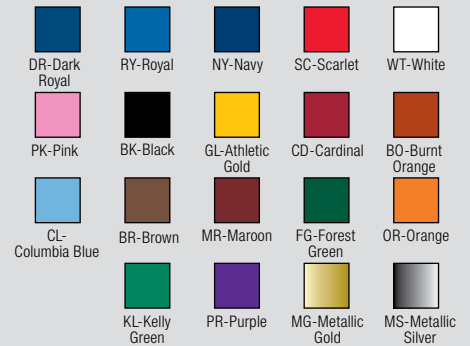 DR-Dark
Royal
RY-Royal
NY-Navy
SC-Scarlet
WT-White
PK-Pink
BK-Black
GL-Athletic
Gold
CD-Cardinal
BO-Burnt
Orange
CL-
Columbia Blue
BR-Brown
MR-Maroon
FG-Forest
Green
OR-Orange
KL-Kelly
Green
PR-Purple
MG-Metallic
Gold
MS-Metallic
Silver